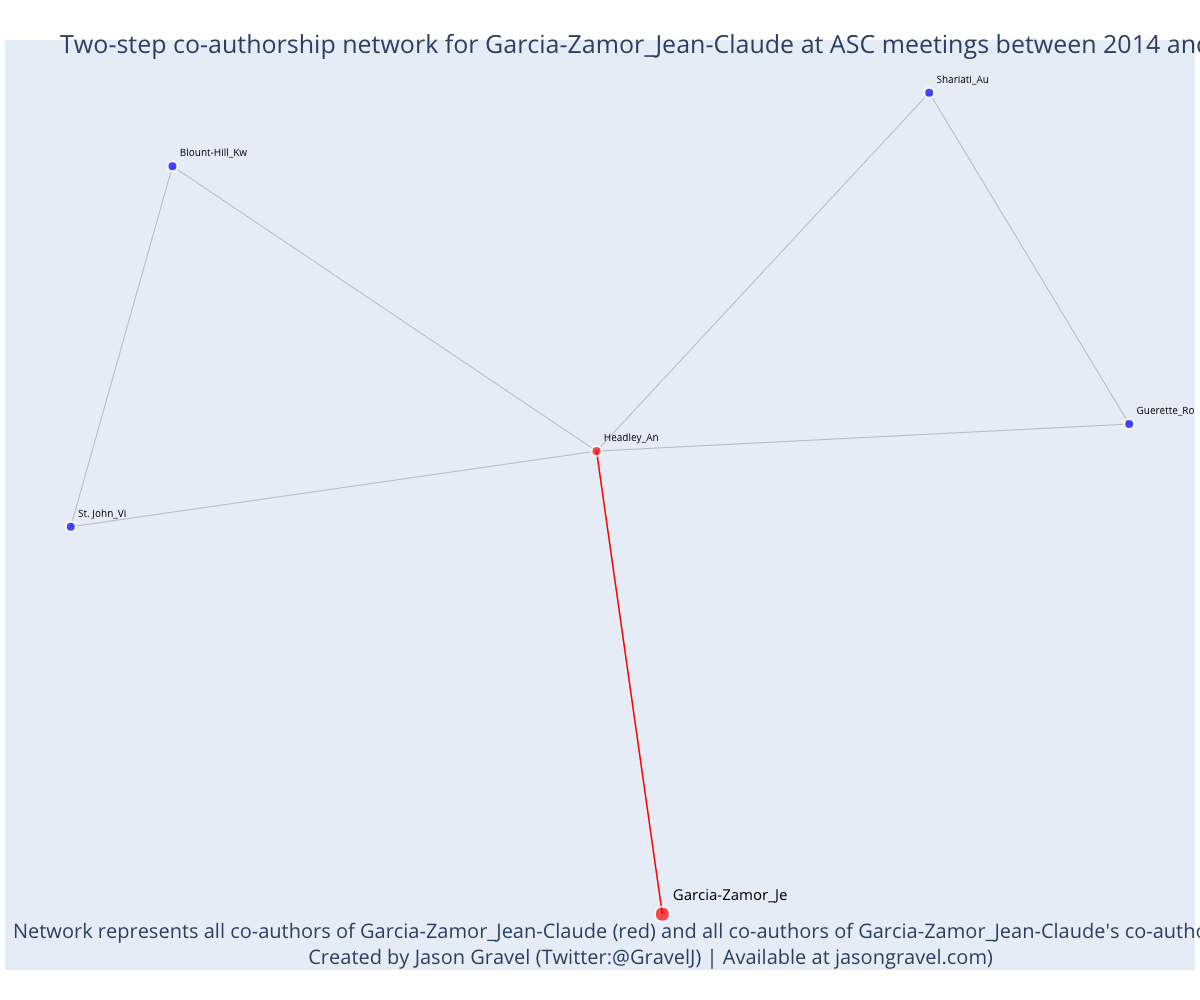 Two-step co-authorship network for Garcia-Zamor_Jean-Claude at ASC meetings between 2014 and
Shariati_Au
Blount-Hill_Kw
Guerette_Ro
Headley_An
St. John_Vi
Garcia-Zamor_Je
Network represents all co-authors of Garcia-Zamor_Jean-Claude (red) and all co-authors of Garcia-Zamor_Jean-Claude's
Created by Jason Gravel (Twitter:@GravelJ) | Available at jasongravel.com)